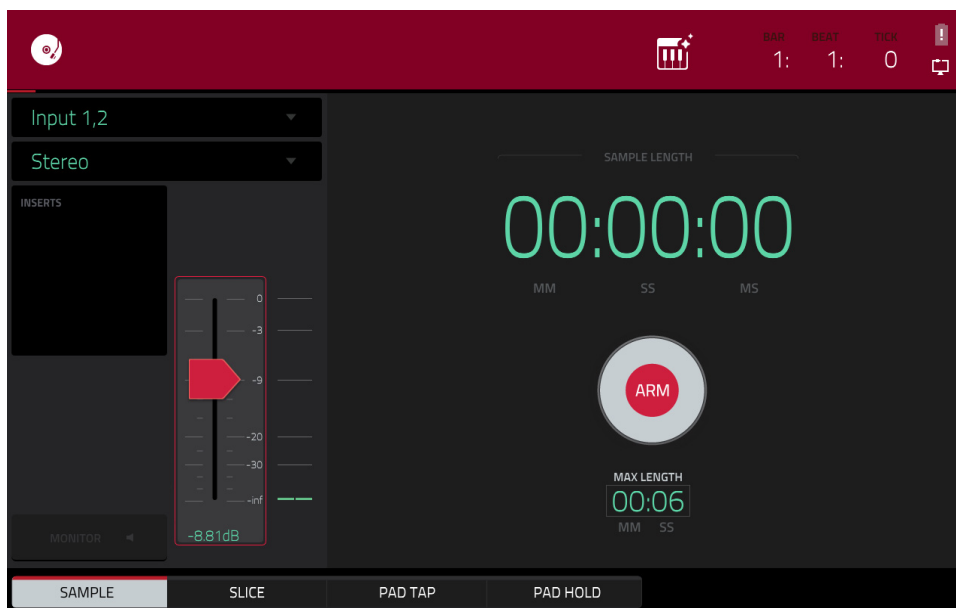 BAR BEAT TICK
1: 1: 0
!
Input 1,2
Stereo
INSERTS
SAMPLE LENGTH
00:00:00
MM SS MS
0
-3
-9
-20
-30
-inf
-8.81dB
MONITOR
ARM
MAX LENGTH
00:06
MM SS
SAMPLE SLICE PAD TAP PAD HOLD